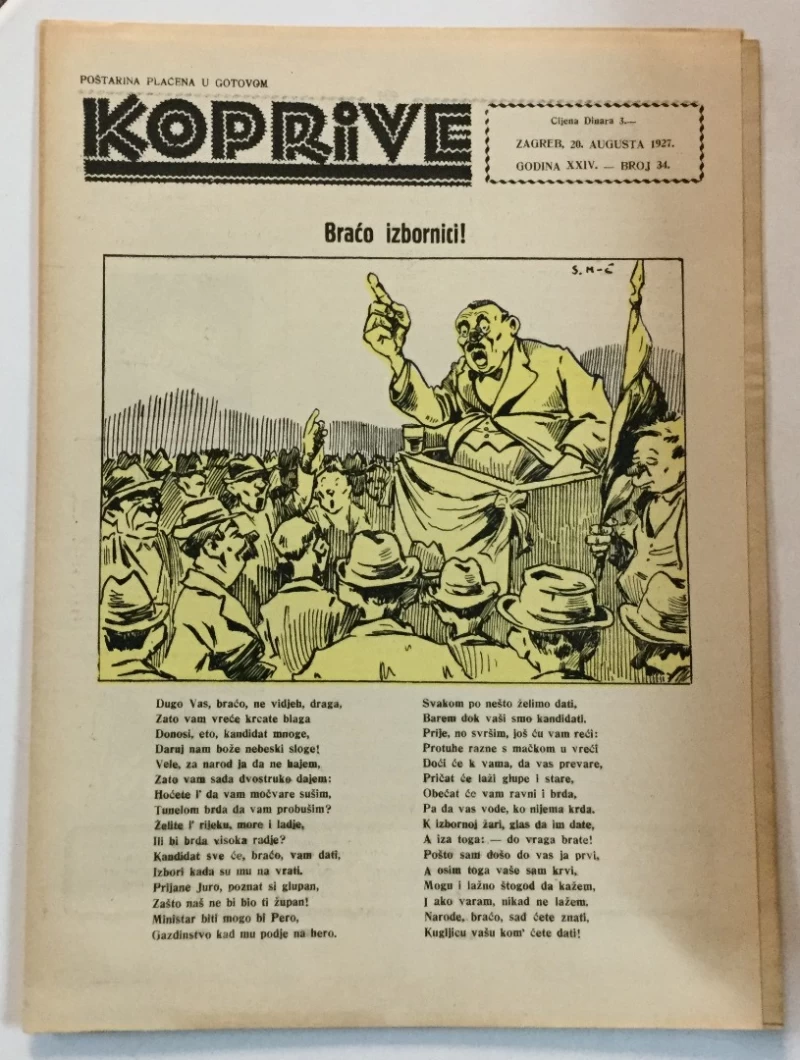 POŠTARINA PLAĆENA U GOTOVOM
KOPRiVE
Cijena Dinara 3.—
ZAGREB, 20. AUGUSTA 1927.
GODINA XXIV. — BROJ 34.
Braćo izbornici!
S. M-Ć
Dugo Vas, braćo, ne vidjeh, draga,
Zato vam vreće krcate blaga
Donosi, eto, kandidat mnoge,
Daruj nam bože nebeski sloge!
Vele, za narod ja da ne hajem,
Zato vam sada dvostruko dajem:
Hoćete l' da vam močvare sušim,
Tunelom brda da vam probušim?
Želite l' rijeku, more i ladje,
Ili bi brda visoka radje?
Kandidat sve će, braćo, vam dati,
Izbori kada su mu na vrati.
Prijane Juro, poznat si glupan,
Zašto naš ne bi bio ti župan!
Ministar biti mogo bi Pero,
Gazdinstvo kad mu podje na hero.
Svakom po nešto želimo dati,
Barem dok vaši smo kandidati,
Prije, no svršim, još ću vam reći:
Protuhe razne s mačkom u vreći
Doći će k vama, da vas prevare,
Pričat će laži glupe i stare,
Obećat će vam ravni i brda,
Pa da vas vode, ko nijema krda.
K izbornoj žari, glas da im date,
A iza toga: — do vraga brate!
Pošto sam došo do vas ja prvi,
A osim toga vaše sam krvi,
Mogu i lažno štogod da kažem,
I ako varam, nikad ne lažem.
Narode, braćo, sad ćete znati,
Kugljicu vašu kom' ćete dati!